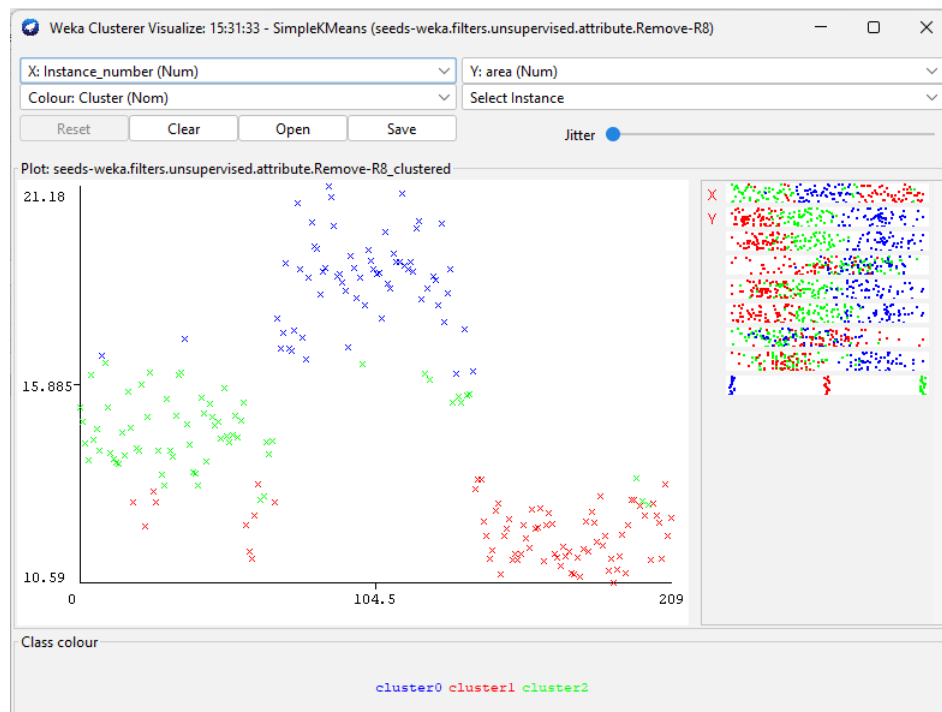 Weka Clusterer Visualize: 15:31:33 - SimpleKMeans (seeds-weka.filters.unsupervised.attribute.Remove-R8)
X: Instance_number (Num) Y: area (Num)
Colour: Cluster (Nom) Select Instance
Reset Clear Open Save Jitter
Plot: seeds-weka.filters.unsupervised.attribute.Remove-R8_clustered
21.18
X
Y
15.885
10.59
0 104.5 209
Class colour
cluster0 cluster1 cluster2